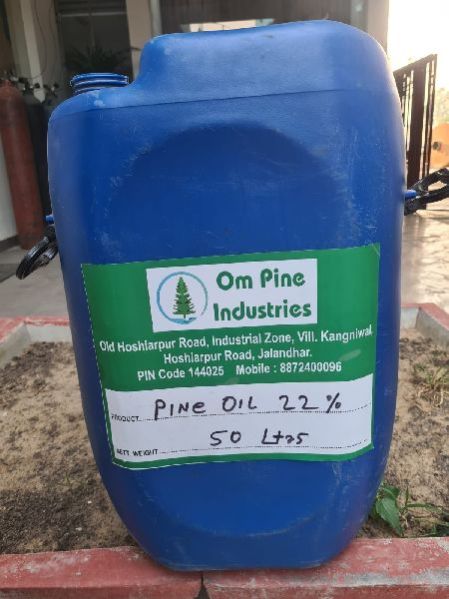 Om Pine
Industries
Old Hoshiarpur Road, Industrial Zone, Vill. Kangniwal,
Hoshiarpur Road, Jalandhar.
PIN Code 144025 Mobile : 8872400096
PRODUCT. PINE OIL 22%
NETT WEIGHT. 50 Ltrs